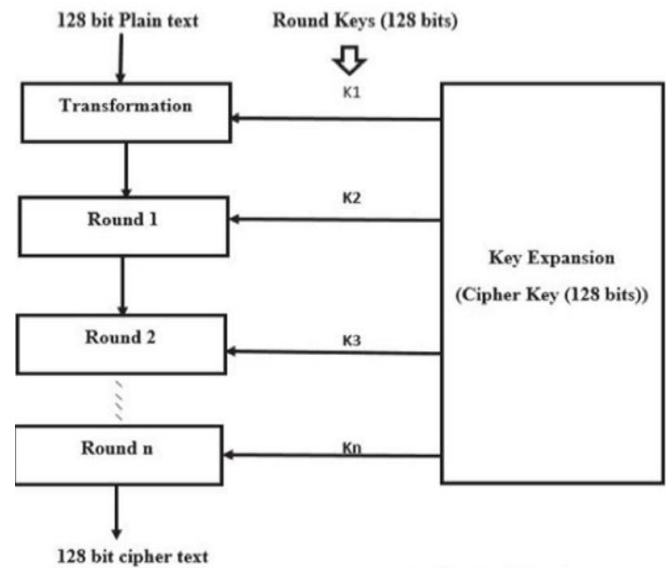 128 bit Plain text
Round Keys (128 bits)
Transformation
K1
Round 1
K2
Key Expansion
(Cipher Key (128 bits))
Round 2
K3
Round n
Kn
128 bit cipher text